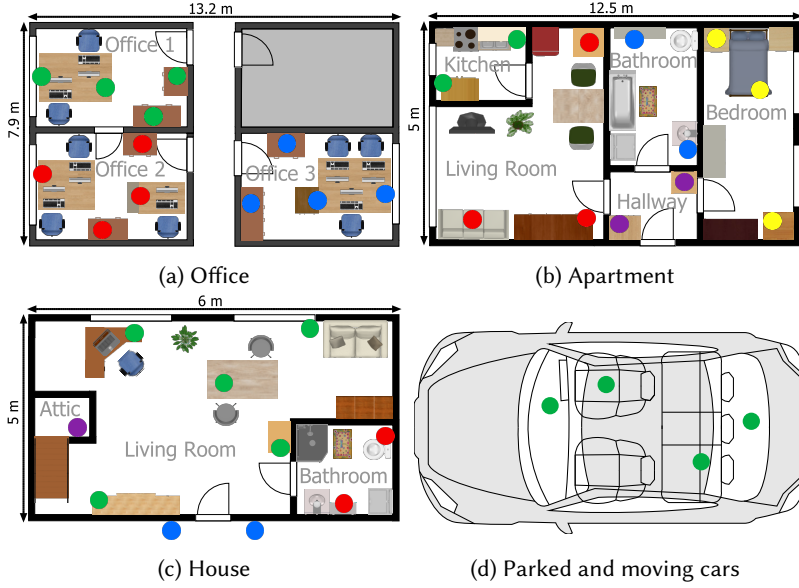 13.2 m
12.5 m
7.9 m
Office 1
Office 2
Office 3
5 m
Kitchen
Bathroom
Bedroom
Living Room
Hallway
(a) Office
(b) Apartment
6 m
5 m
Attic
Living Room
Bathroom
(c) House
(d) Parked and moving cars